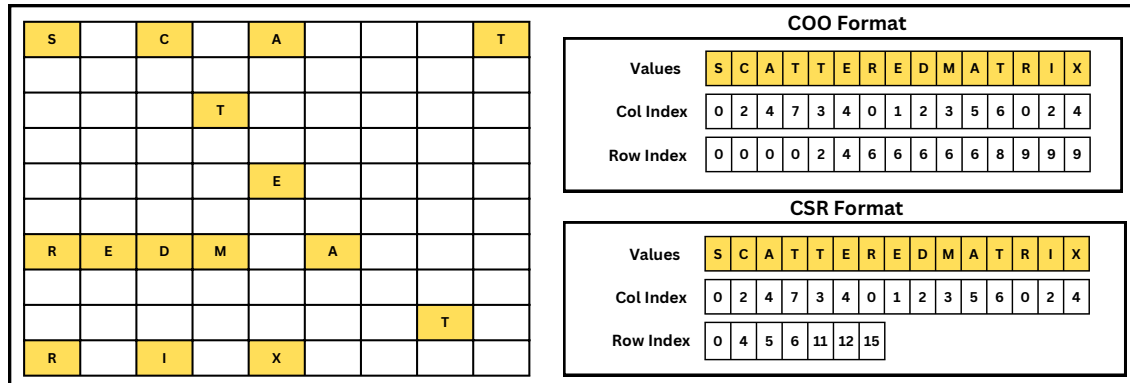 S C A T
T
E
R E D M A
T
R I X
COO Format
Values S C A T T E R E D M A T R I X
Col Index 0 2 4 7 3 4 0 1 2 3 5 6 0 2 4
Row Index 0 0 0 0 2 4 6 6 6 6 6 8 9 9 9
CSR Format
Values S C A T T E R E D M A T R I X
Col Index 0 2 4 7 3 4 0 1 2 3 5 6 0 2 4
Row Index 0 4 5 6 11 12 15